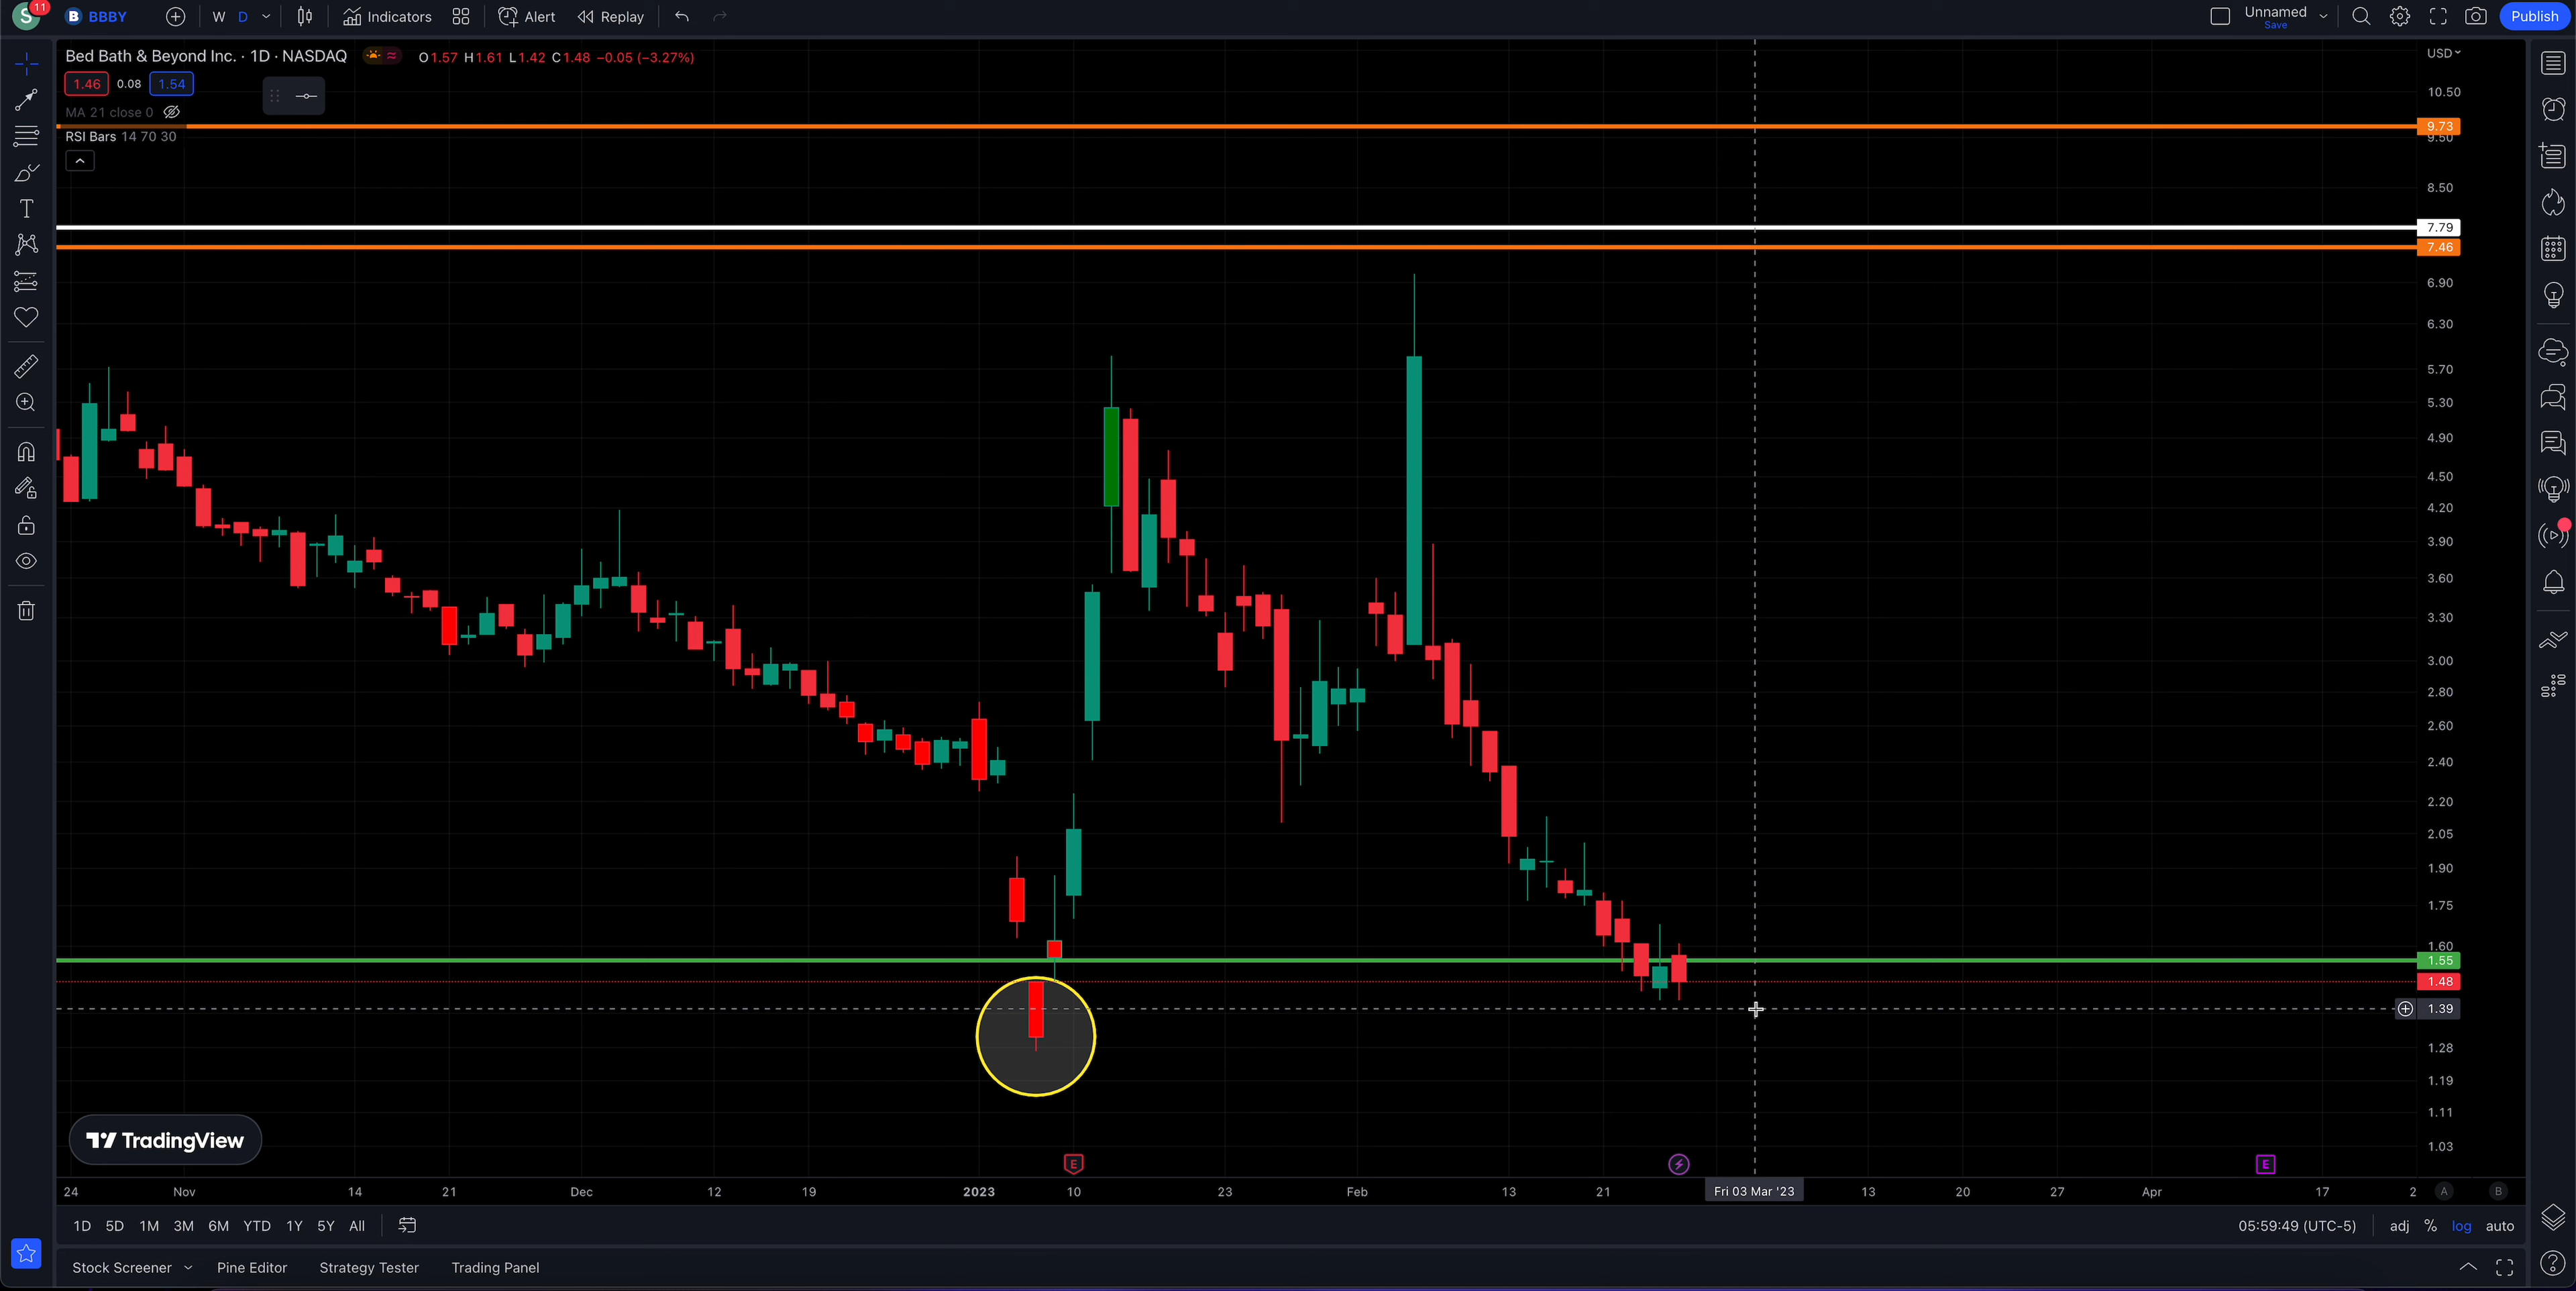 S 11 B BBBY W D Indicators Alert Replay Unnamed Save Publish
Bed Bath & Beyond Inc. · 1D · NASDAQ O1.57 H1.61 L1.42 C1.48 −0.05 (−3.27%)
USD
1.46 0.08 1.54
10.50
MA 21 close 0
9.73
RSI Bars 14 70 30
9.50
8.50
7.79
7.46
6.90
6.30
5.70
5.30
4.90
4.50
4.20
3.90
3.60
3.30
3.00
2.80
2.60
2.40
2.20
2.05
1.90
1.75
1.60
1.55
1.48
1.39
1.28
1.19
1.11
TradingView
1.03
E E
24 Nov 14 21 Dec 12 19 2023 10 23 Feb 13 21 Fri 03 Mar '23 13 20 27 Apr 17 2 A B
1D 5D 1M 3M 6M YTD 1Y 5Y All 05:59:49 (UTC-5) adj % log auto
Stock Screener Pine Editor Strategy Tester Trading Panel